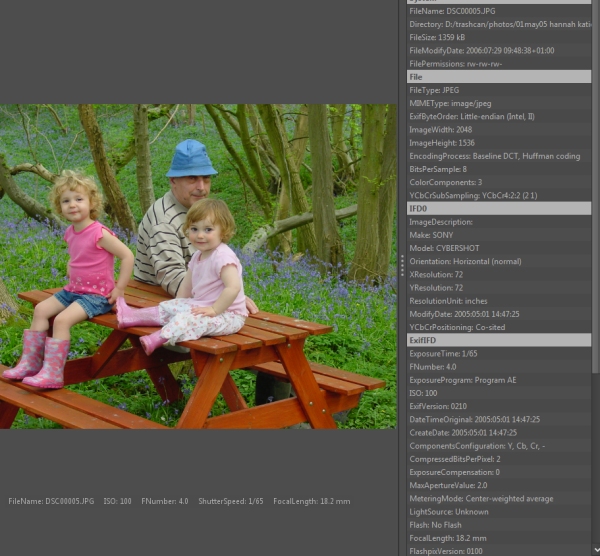 FileName: DSC00005.JPG
Directory: D:/trashcan/photos/01may05 hannah kati
FileSize: 1359 kB
FileModifyDate: 2006:07:29 09:48:38+01:00
FilePermissions: rw-rw-rw-
File
FileType: JPEG
MIMEType: image/jpeg
ExifByteOrder: Little-endian (Intel, II)
ImageWidth: 2048
ImageHeight: 1536
EncodingProcess: Baseline DCT, Huffman coding
BitsPerSample: 8
ColorComponents: 3
YCbCrSubSampling: YCbCr4:2:2 (2 1)
IFD0
ImageDescription:
Make: SONY
Model: CYBERSHOT
Orientation: Horizontal (normal)
XResolution: 72
YResolution: 72
ResolutionUnit: inches
ModifyDate: 2005:05:01 14:47:25
YCbCrPositioning: Co-sited
ExifIFD
ExposureTime: 1/65
FNumber: 4.0
ExposureProgram: Program AE
ISO: 100
ExifVersion: 0210
DateTimeOriginal: 2005:05:01 14:47:25
CreateDate: 2005:05:01 14:47:25
ComponentsConfiguration: Y, Cb, Cr, -
CompressedBitsPerPixel: 2
ExposureCompensation: 0
MaxApertureValue: 2.0
MeteringMode: Center-weighted average
LightSource: Unknown
Flash: No Flash
FocalLength: 18.2 mm
FlashpixVersion: 0100
FileName: DSC00005.JPG ISO: 100 FNumber: 4.0 ShutterSpeed: 1/65 FocalLength: 18.2 mm